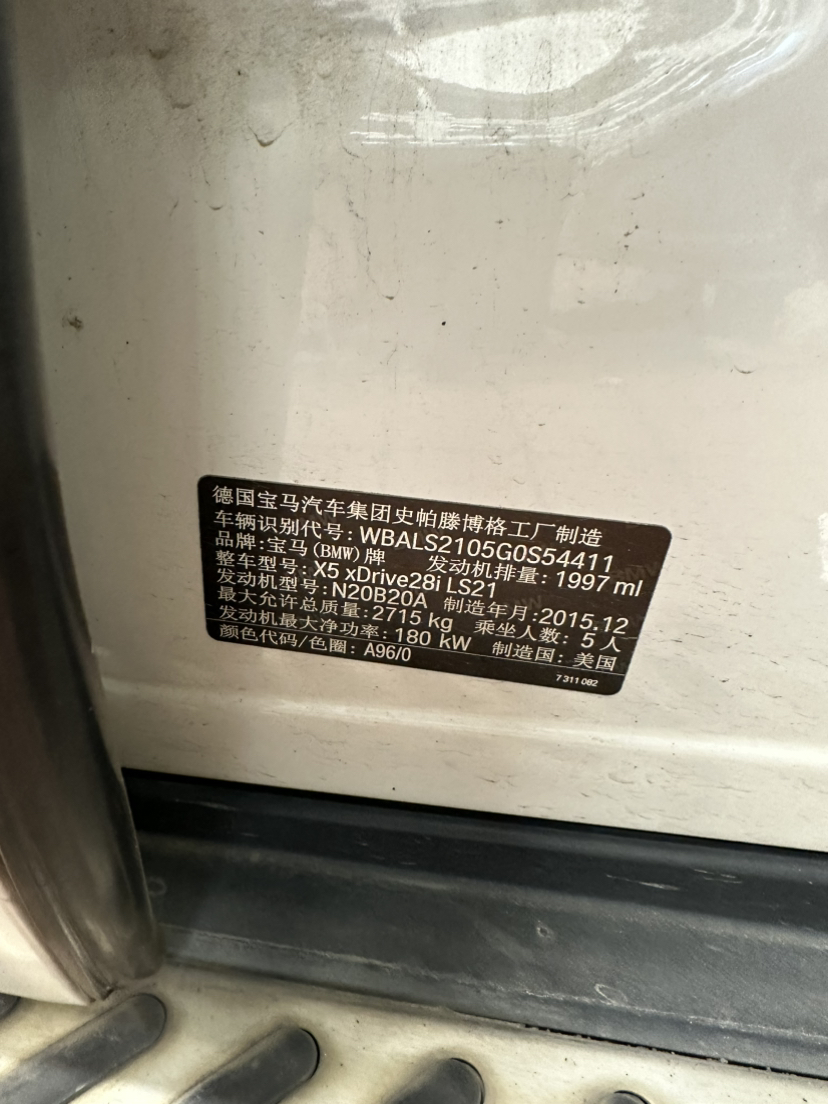 德国宝马汽车集团史帕滕博格工厂制造
车辆识别代号: WBALS2105G0S54411
品牌:宝马(BMW)牌 发动机排量: 1997 ml
整车型号: X5 xDrive28i LS21
发动机型号: N20B20A 制造年月:2015.12
最大允许总质量: 2715 kg 乘坐人数: 5 人
发动机最大净功率: 180 kW 制造国: 美国
颜色代码/色圈: A96/0
7 311 082